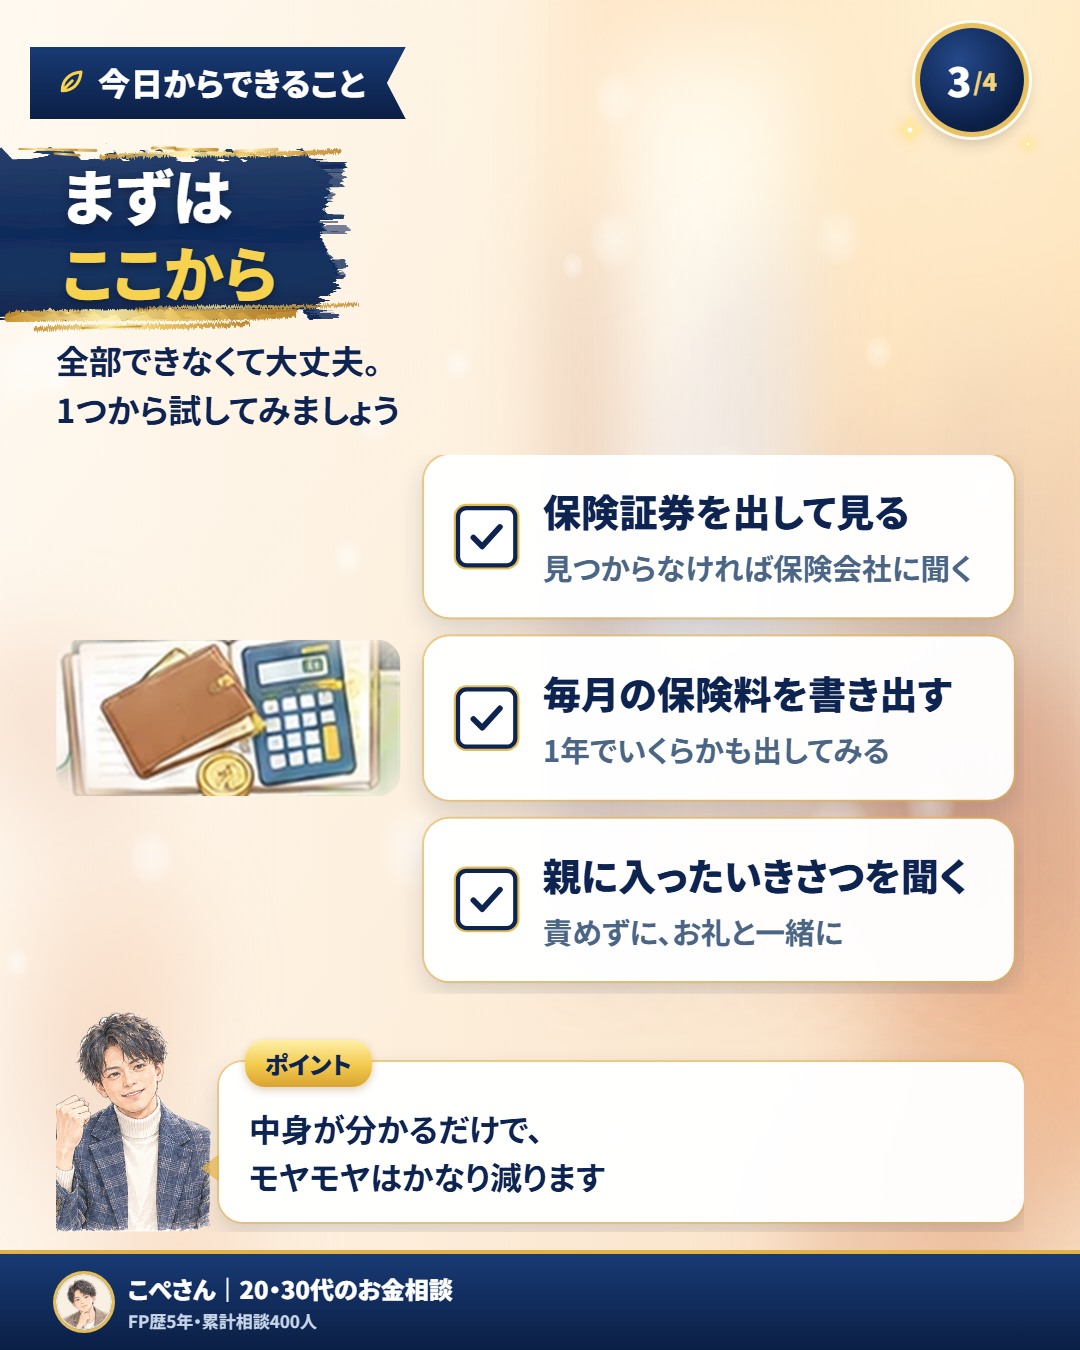 今日からできること
3/4
まずは
ここから
全部できなくて大丈夫。
1つから試してみましょう
保険証券を出して見る
見つからなければ保険会社に聞く
毎月の保険料を書き出す
1年でいくらかも出してみる
親に入ったいきさつを聞く
責めずに、お礼と一緒に
ポイント
中身が分かるだけで、
モヤモヤはかなり減ります
こぺさん｜20・30代のお金相談
FP歴5年・累計相談400人